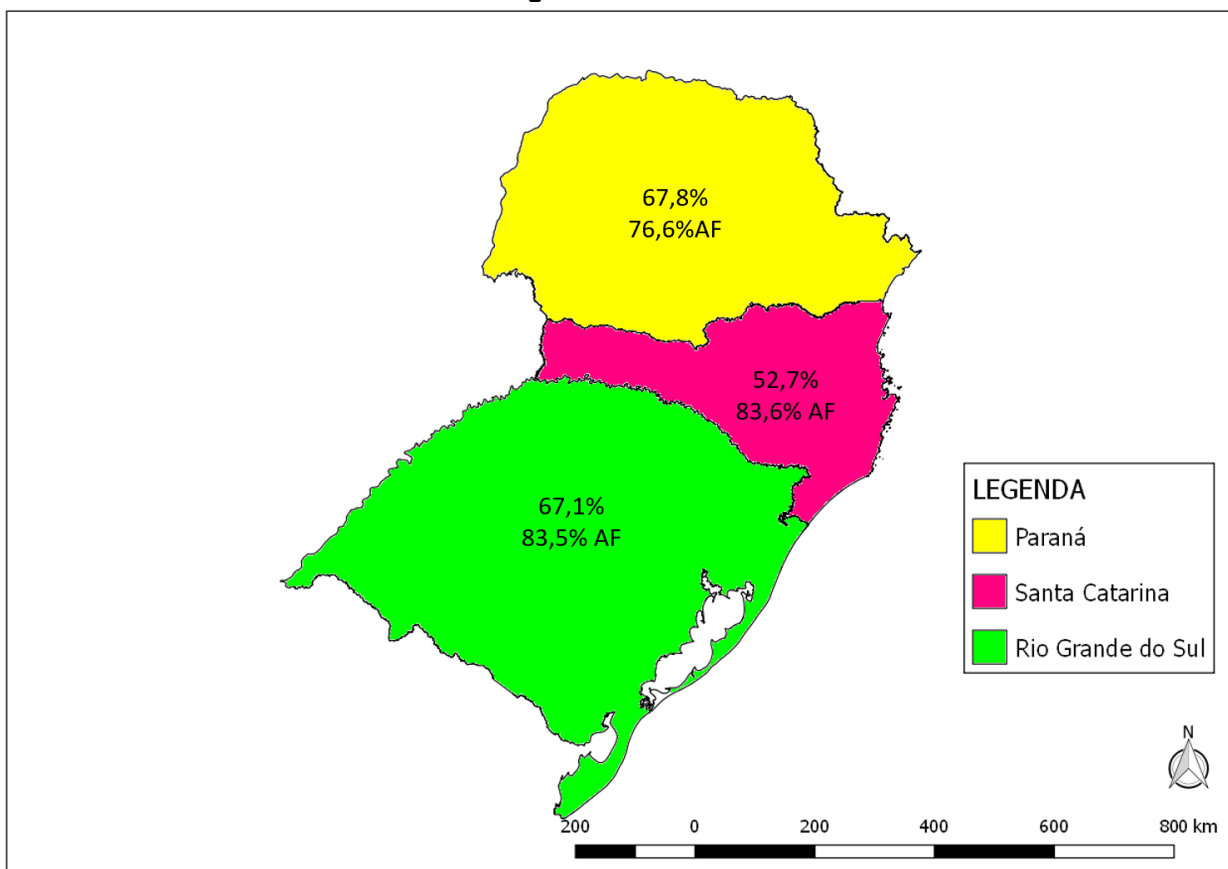 67,8%
76,6%AF
52,7%
83,6% AF
67,1%
83,5% AF
LEGENDA
Paraná
Santa Catarina
Rio Grande do Sul
N
200 0 200 400 600 800 km